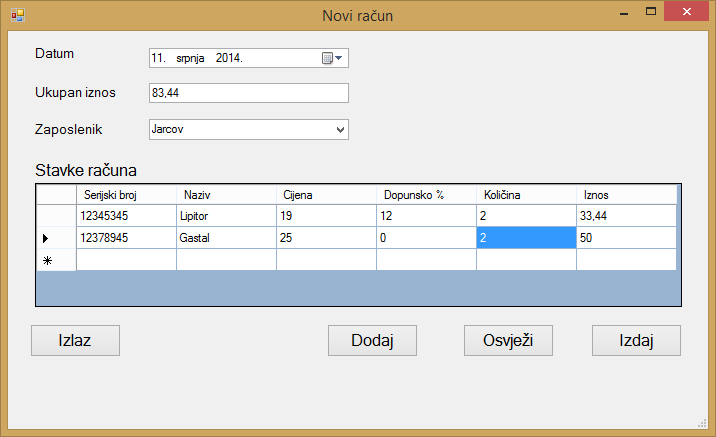 Novi račun
Datum 11. srpnja 2014.
Ukupan iznos 83,44
Zaposlenik Jarcov
Stavke računa
Serijski broj Naziv Cijena Dopunsko % Količina Iznos
12345345 Lipitor 19 12 2 33,44
12378945 Gastal 25 0 2 50
Izlaz Dodaj Osvježi Izdaj